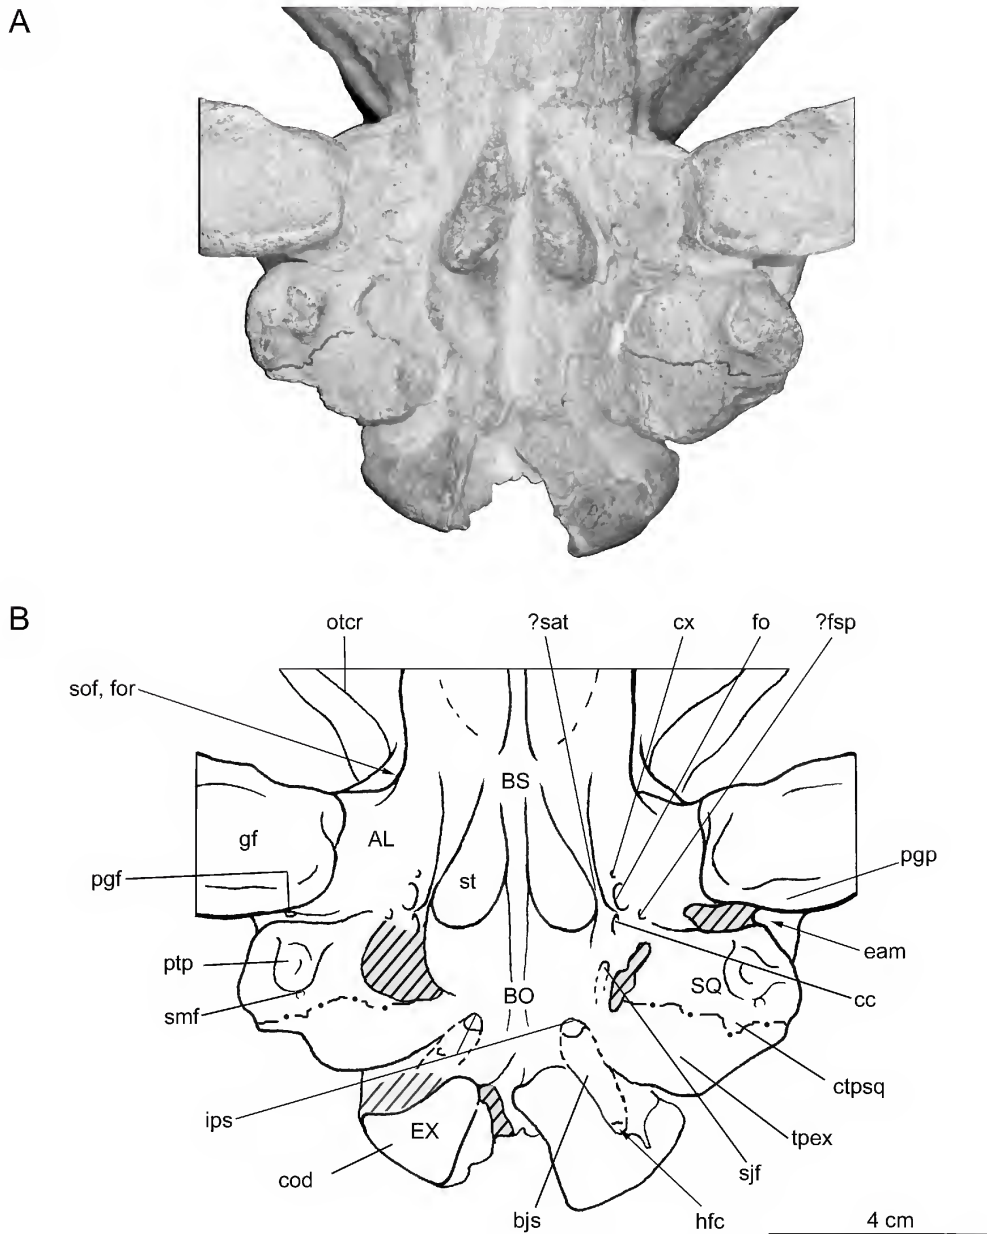 A
B
otcr
?sat
cx
fo
?fsp
sof, for
BS
gf
AL
pgp
pgf
st
eam
ptp
SQ
cc
smf
BO
ctpsq
ips
EX
tpex
cod
sjf
bjs
hfc
4 cm